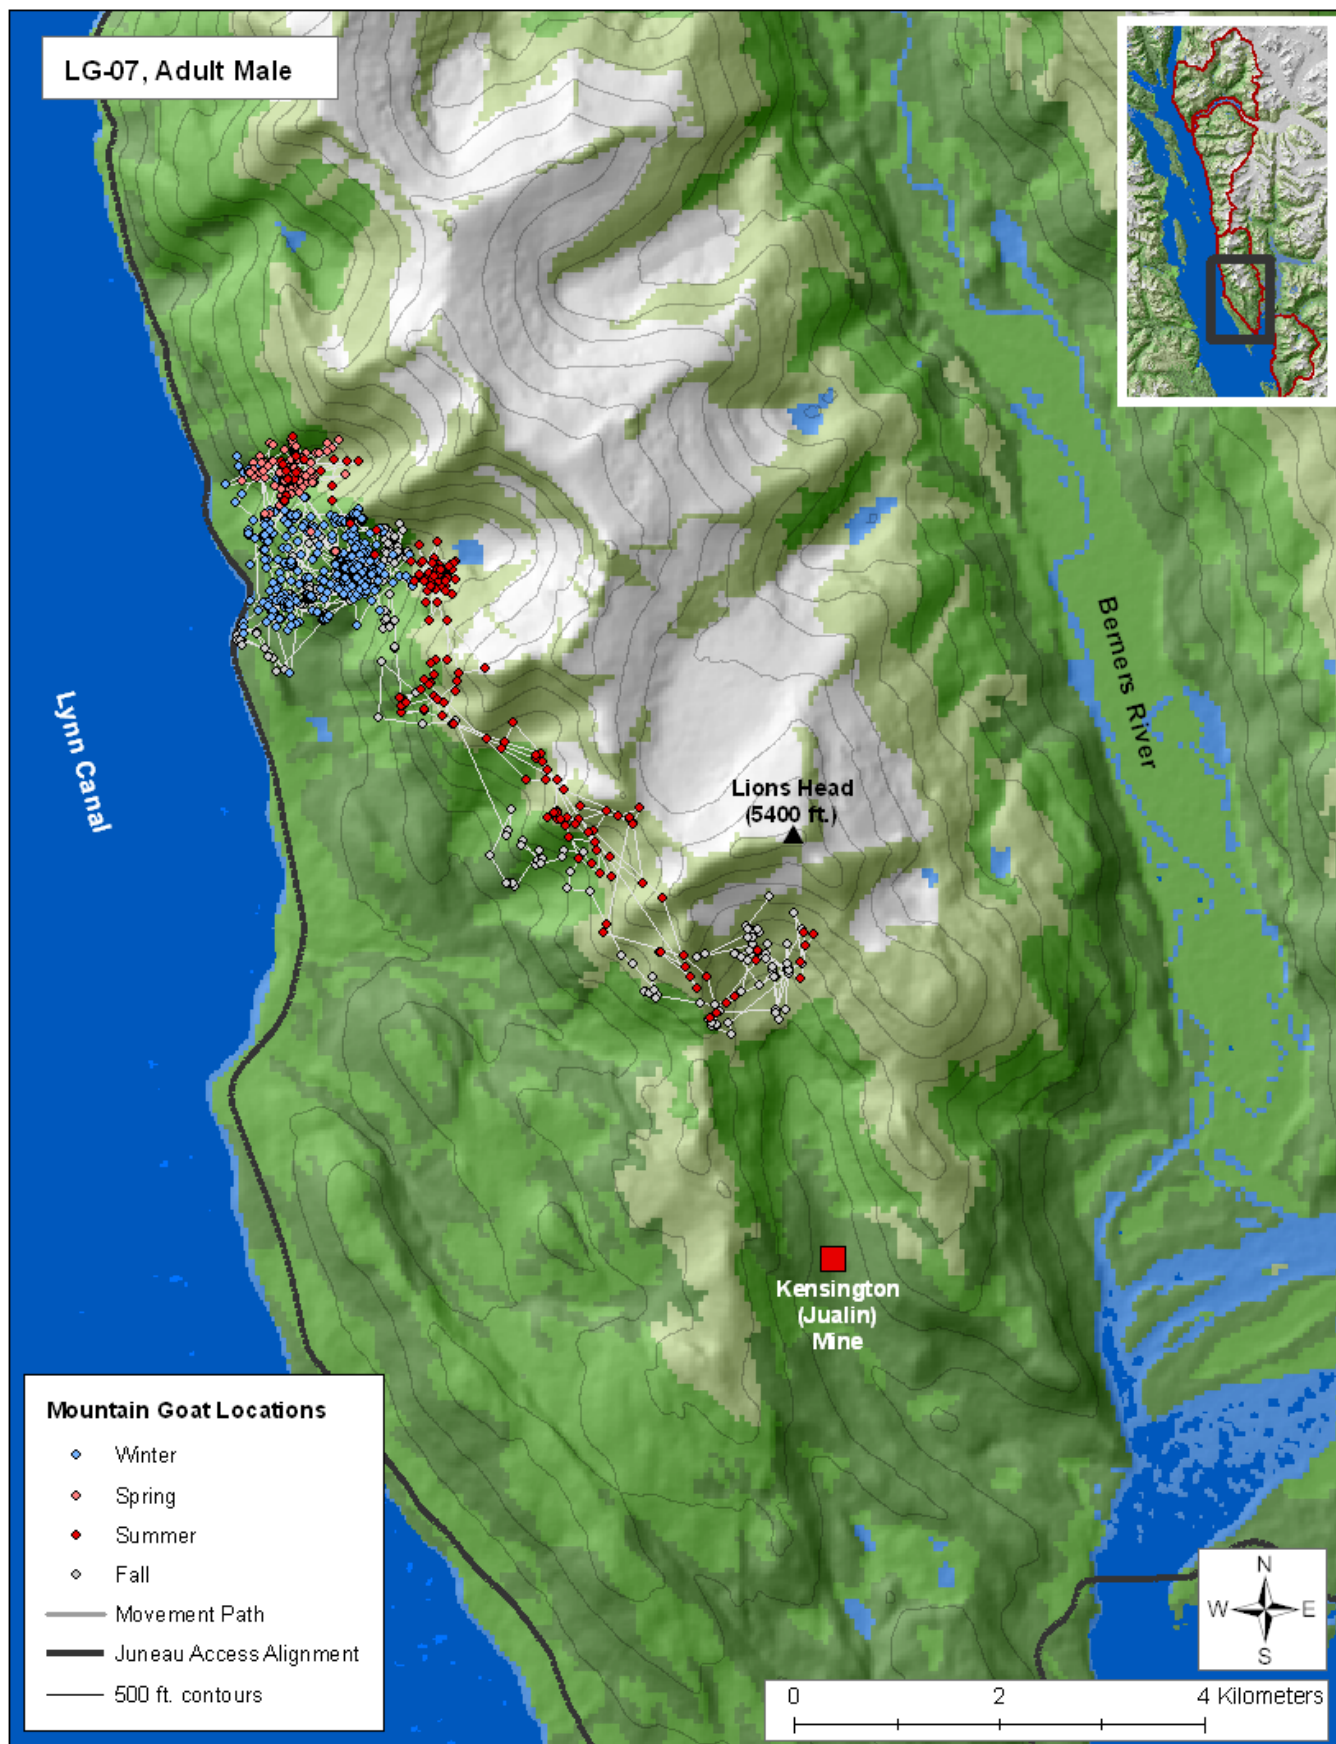 LG-07, Adult Male
Berners River
Lynn Canal
Lions Head
(5400 ft.)
Kensington
(Jualin)
Mine
Mountain Goat Locations
Winter
Spring
Summer
Fall
Movement Path
Juneau Access Alignment
500 ft. contours
N
W E
S
0 2 4 Kilometers